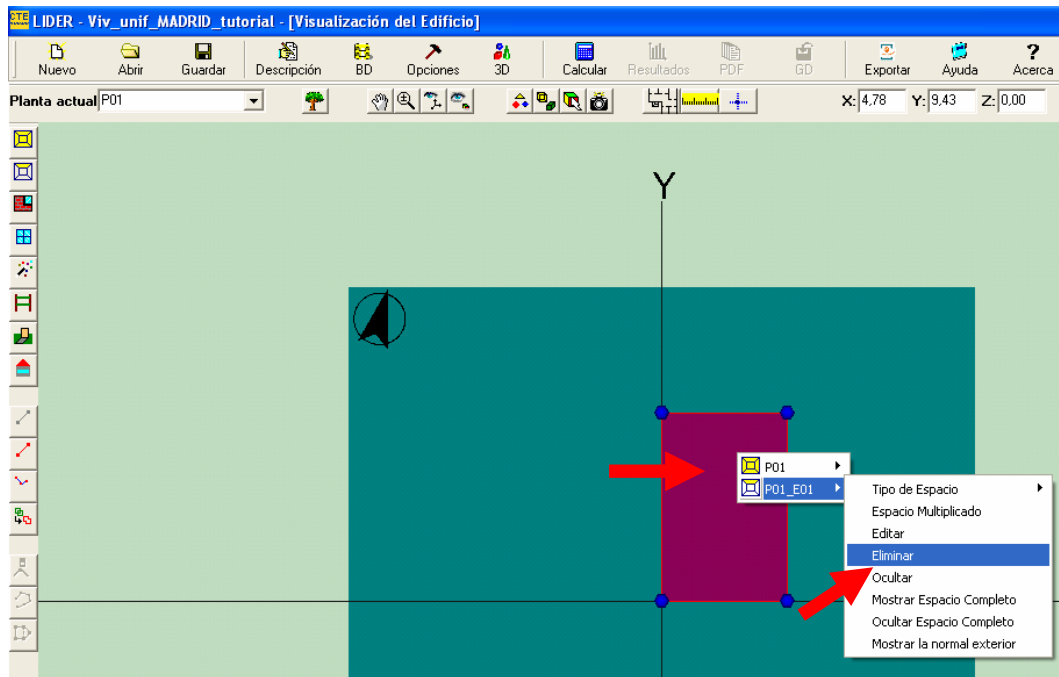 CTE LIDER - Viv_unif_MADRID_tutorial - [Visualización del Edificio]
Nuevo Abrir Guardar Descripción BD Opciones 3D Calcular Resultados PDF GD Exportar Ayuda Acerca
Planta actual P01 X: 4,78 Y: 9,43 Z: 0,00
Y
P01
P01_E01
Tipo de Espacio
Espacio Multiplicado
Editar
Eliminar
Ocultar
Mostrar Espacio Completo
Ocultar Espacio Completo
Mostrar la normal exterior